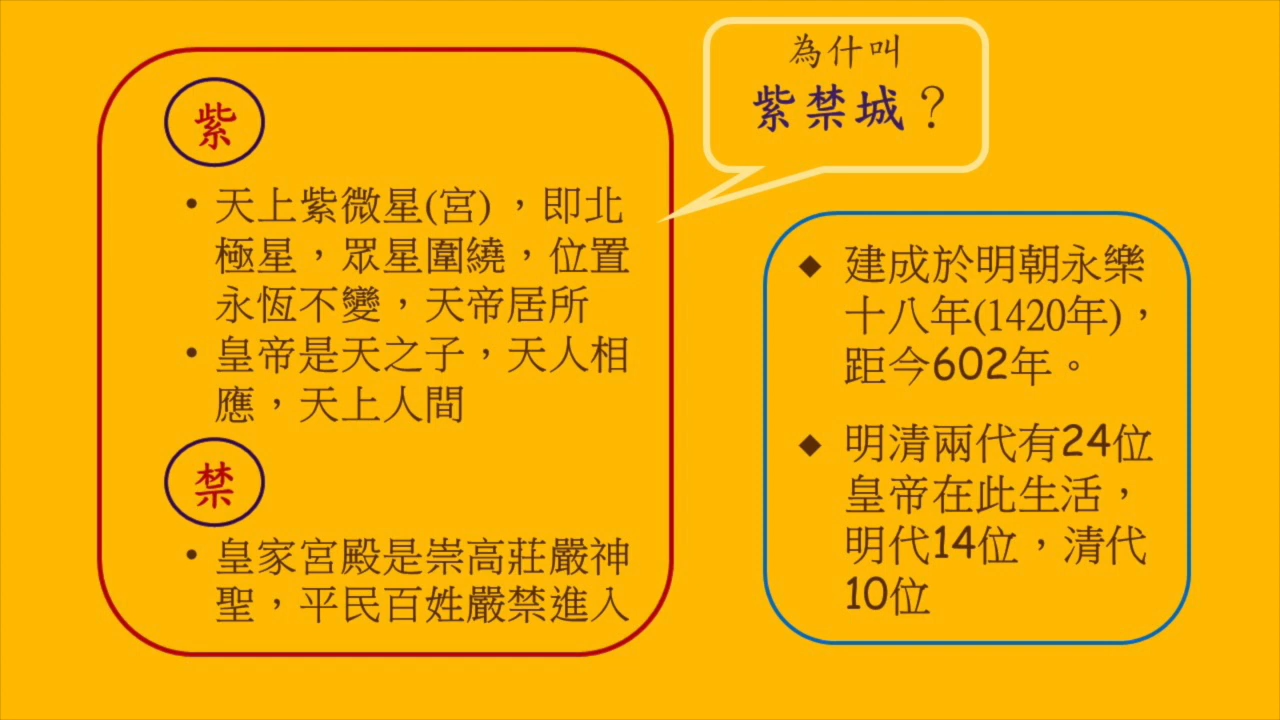 為什叫
紫禁城？
紫
• 天上紫微星(宮)，即北
極星，眾星圍繞，位置
永恆不變，天帝居所
• 皇帝是天之子，天人相
應，天上人間
禁
• 皇家宮殿是崇高莊嚴神
聖，平民百姓嚴禁進入
◆ 建成於明朝永樂
十八年(1420年)，
距今602年。
◆ 明清兩代有24位
皇帝在此生活，
明代14位，清代
10位